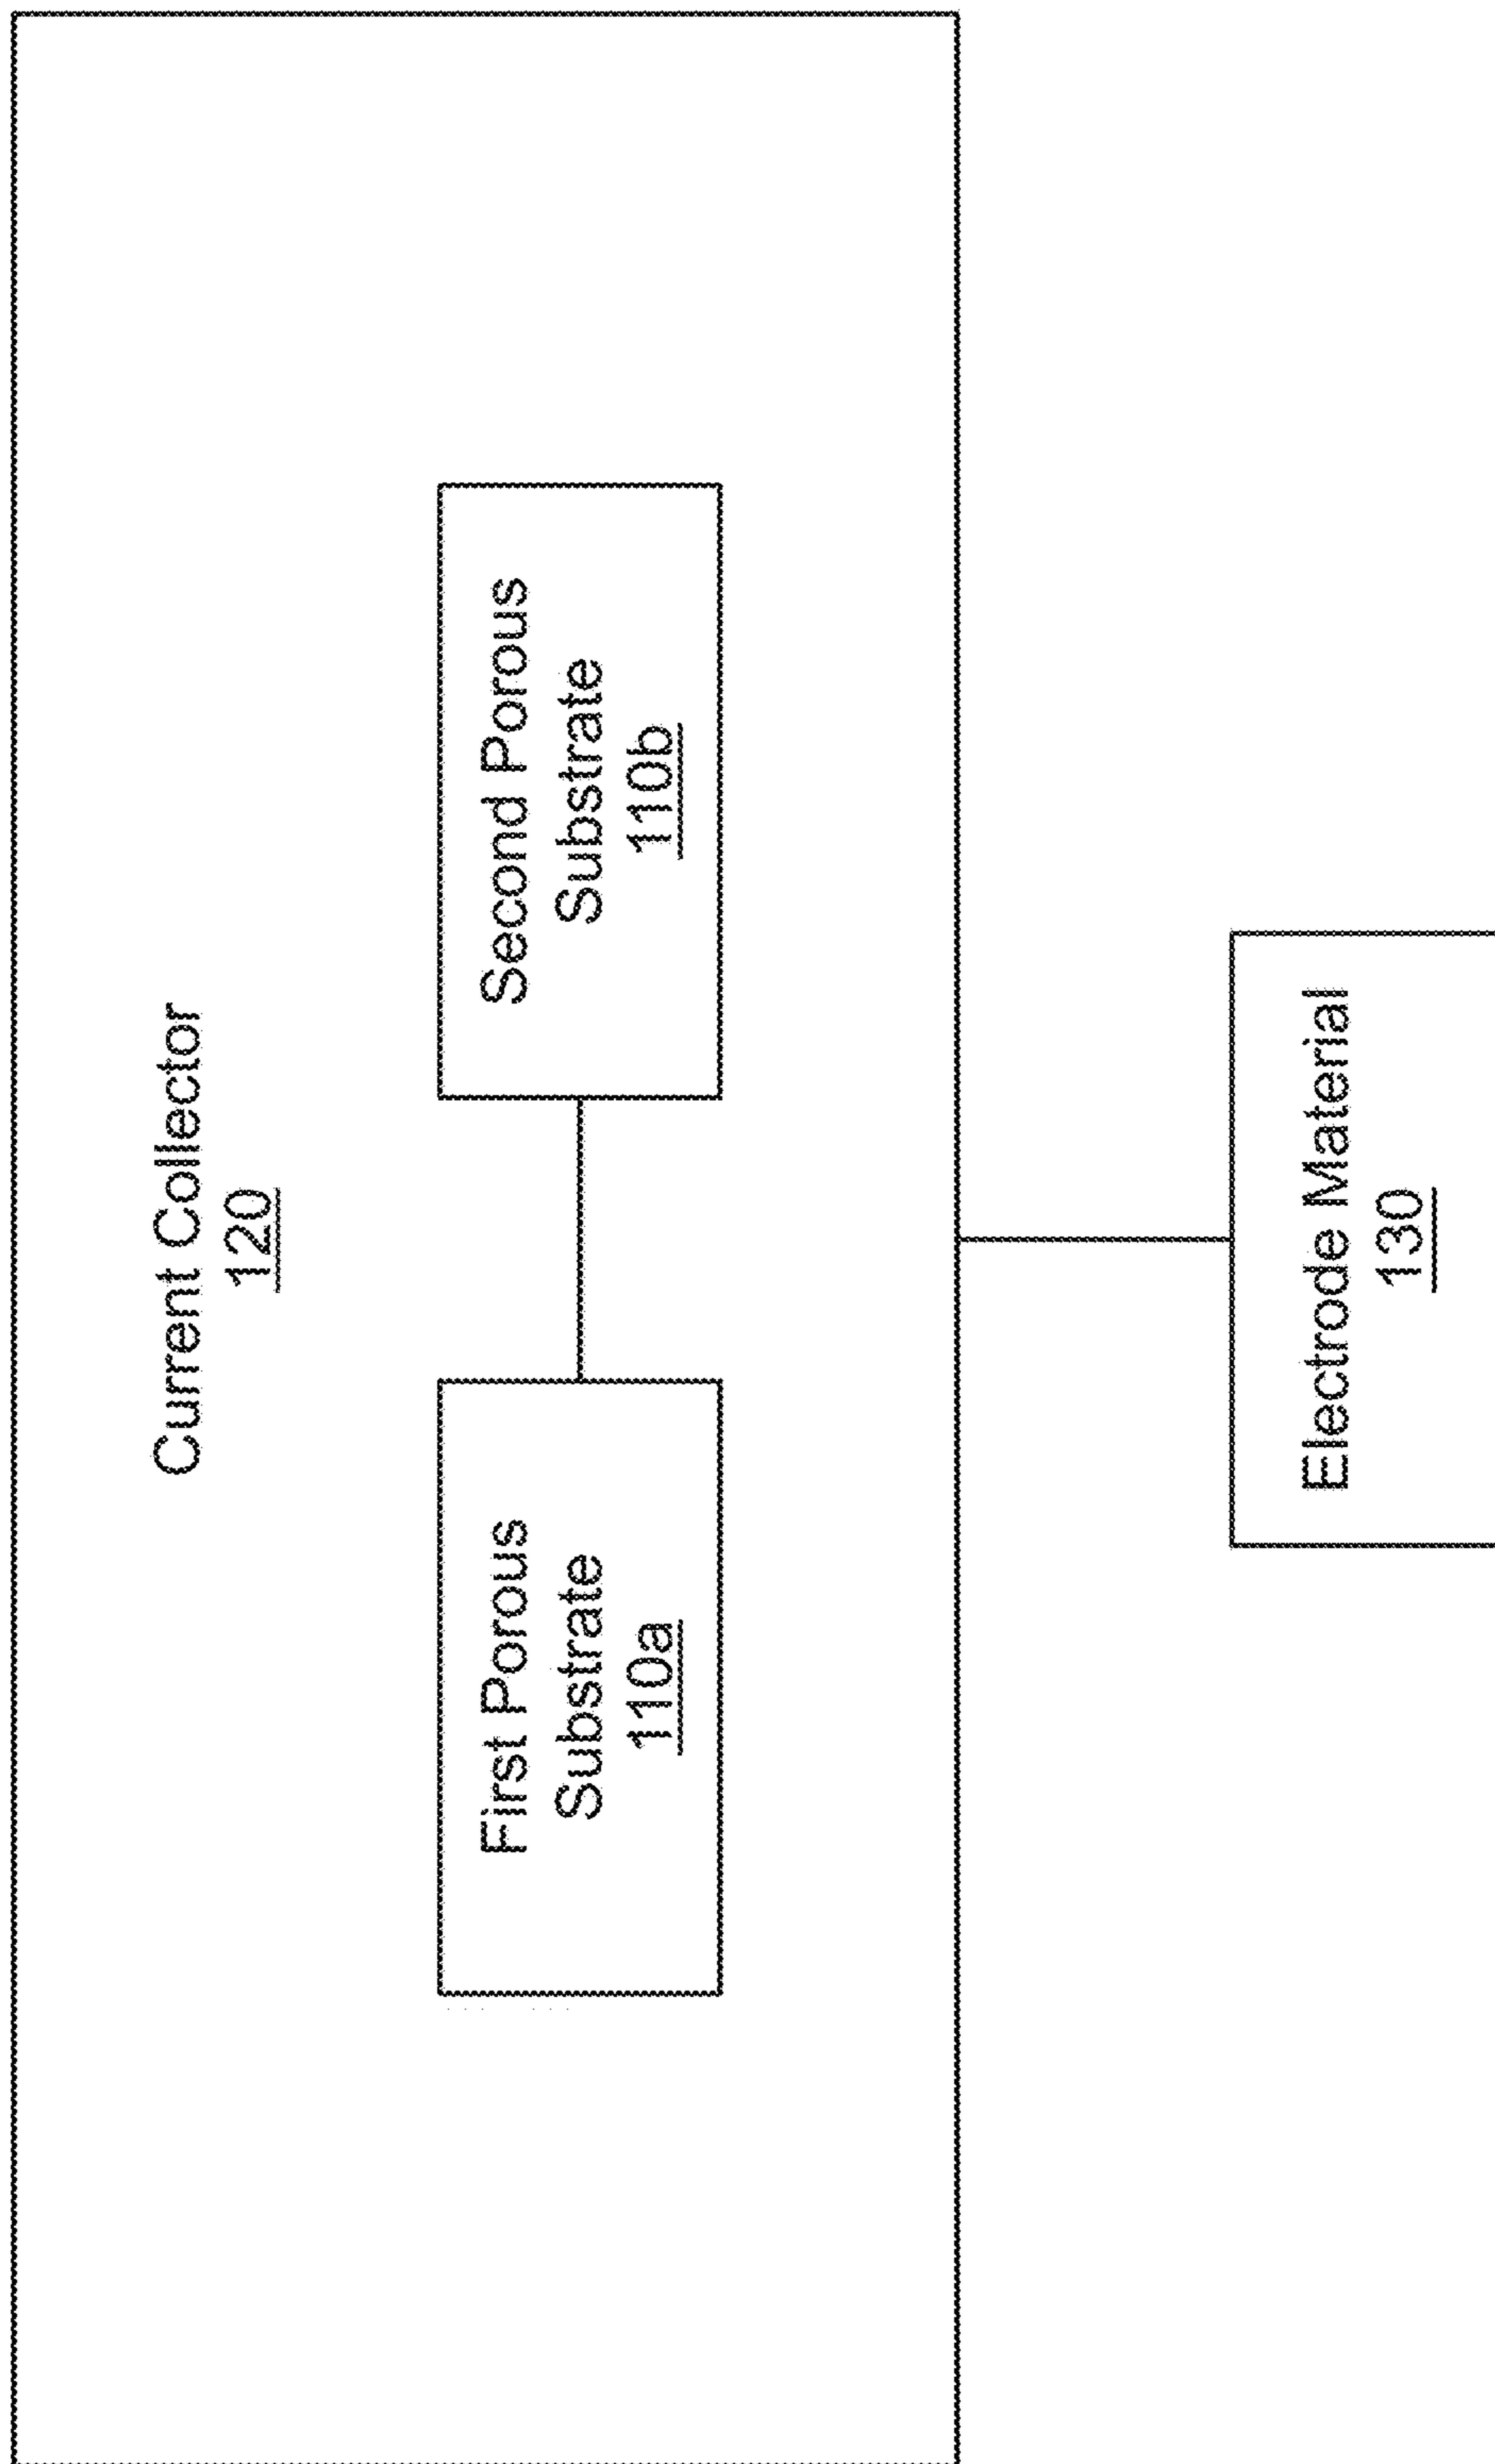 Current Collector
120
First Porous
Substrate
110a
Second Porous
Substrate
110b
Electrode Material
130